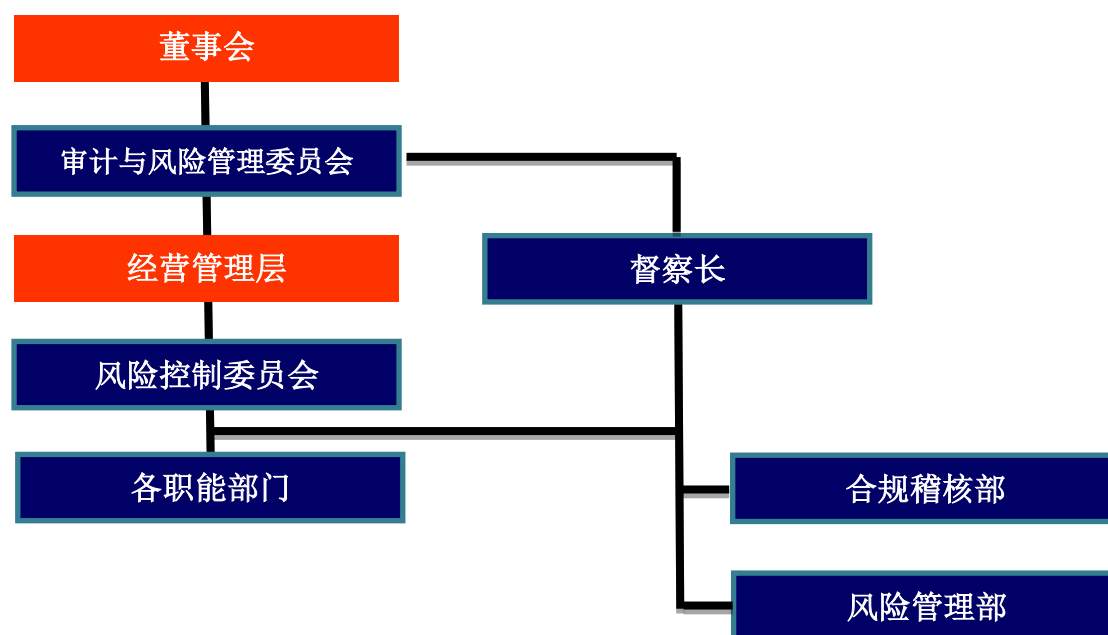 董事会
审计与风险管理委员会
经营管理层
督察长
风险控制委员会
各职能部门
合规稽核部
风险管理部